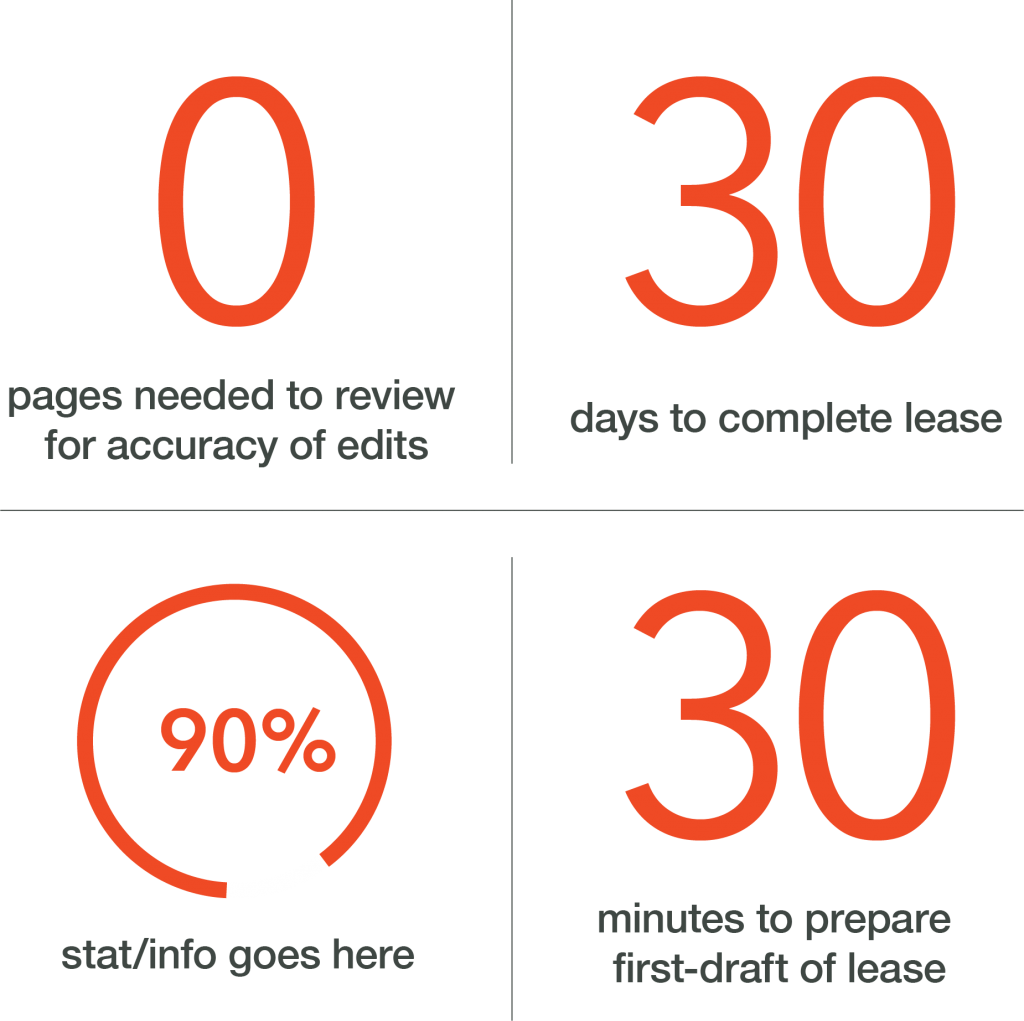 0
pages needed to review
for accuracy of edits
30
days to complete lease
90%
stat/info goes here
30
minutes to prepare
first-draft of lease